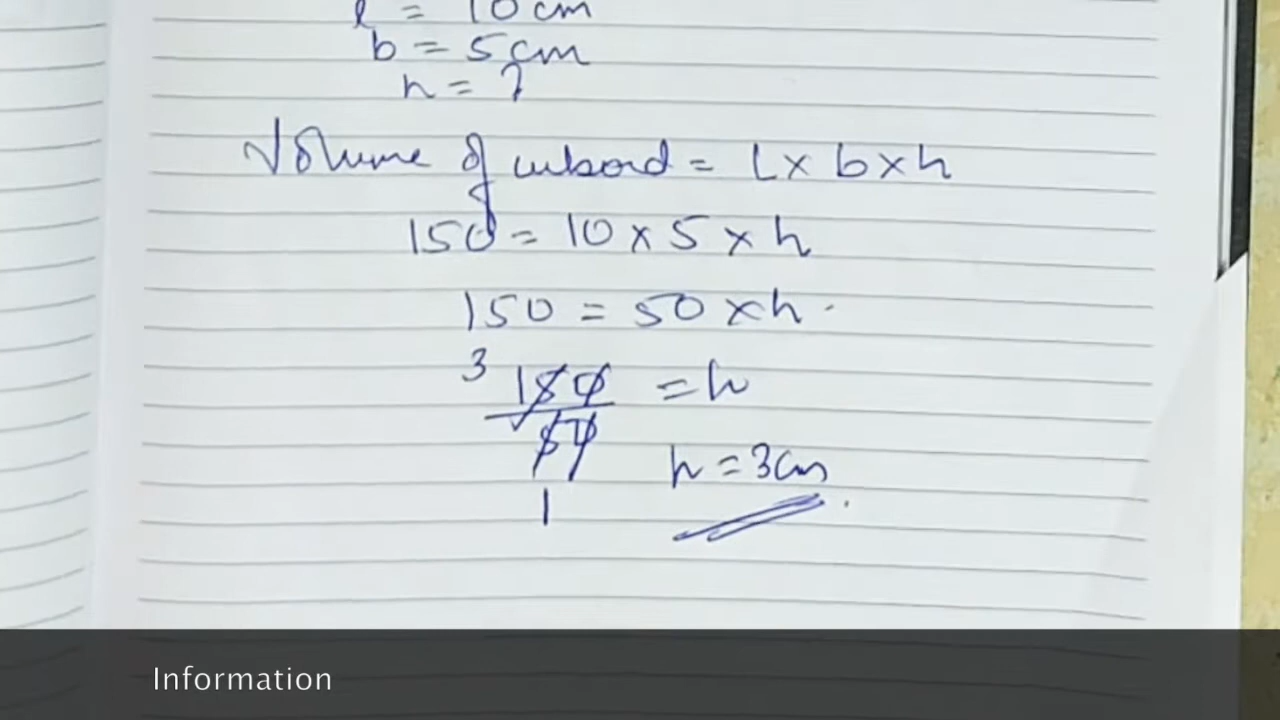 l = 10 cm
b = 5 cm
h = ?
Volume of cuboid = L × b × h
150 = 10 × 5 × h
150 = 50 × h
3 150 = h
50
h = 3 cm
1
Information